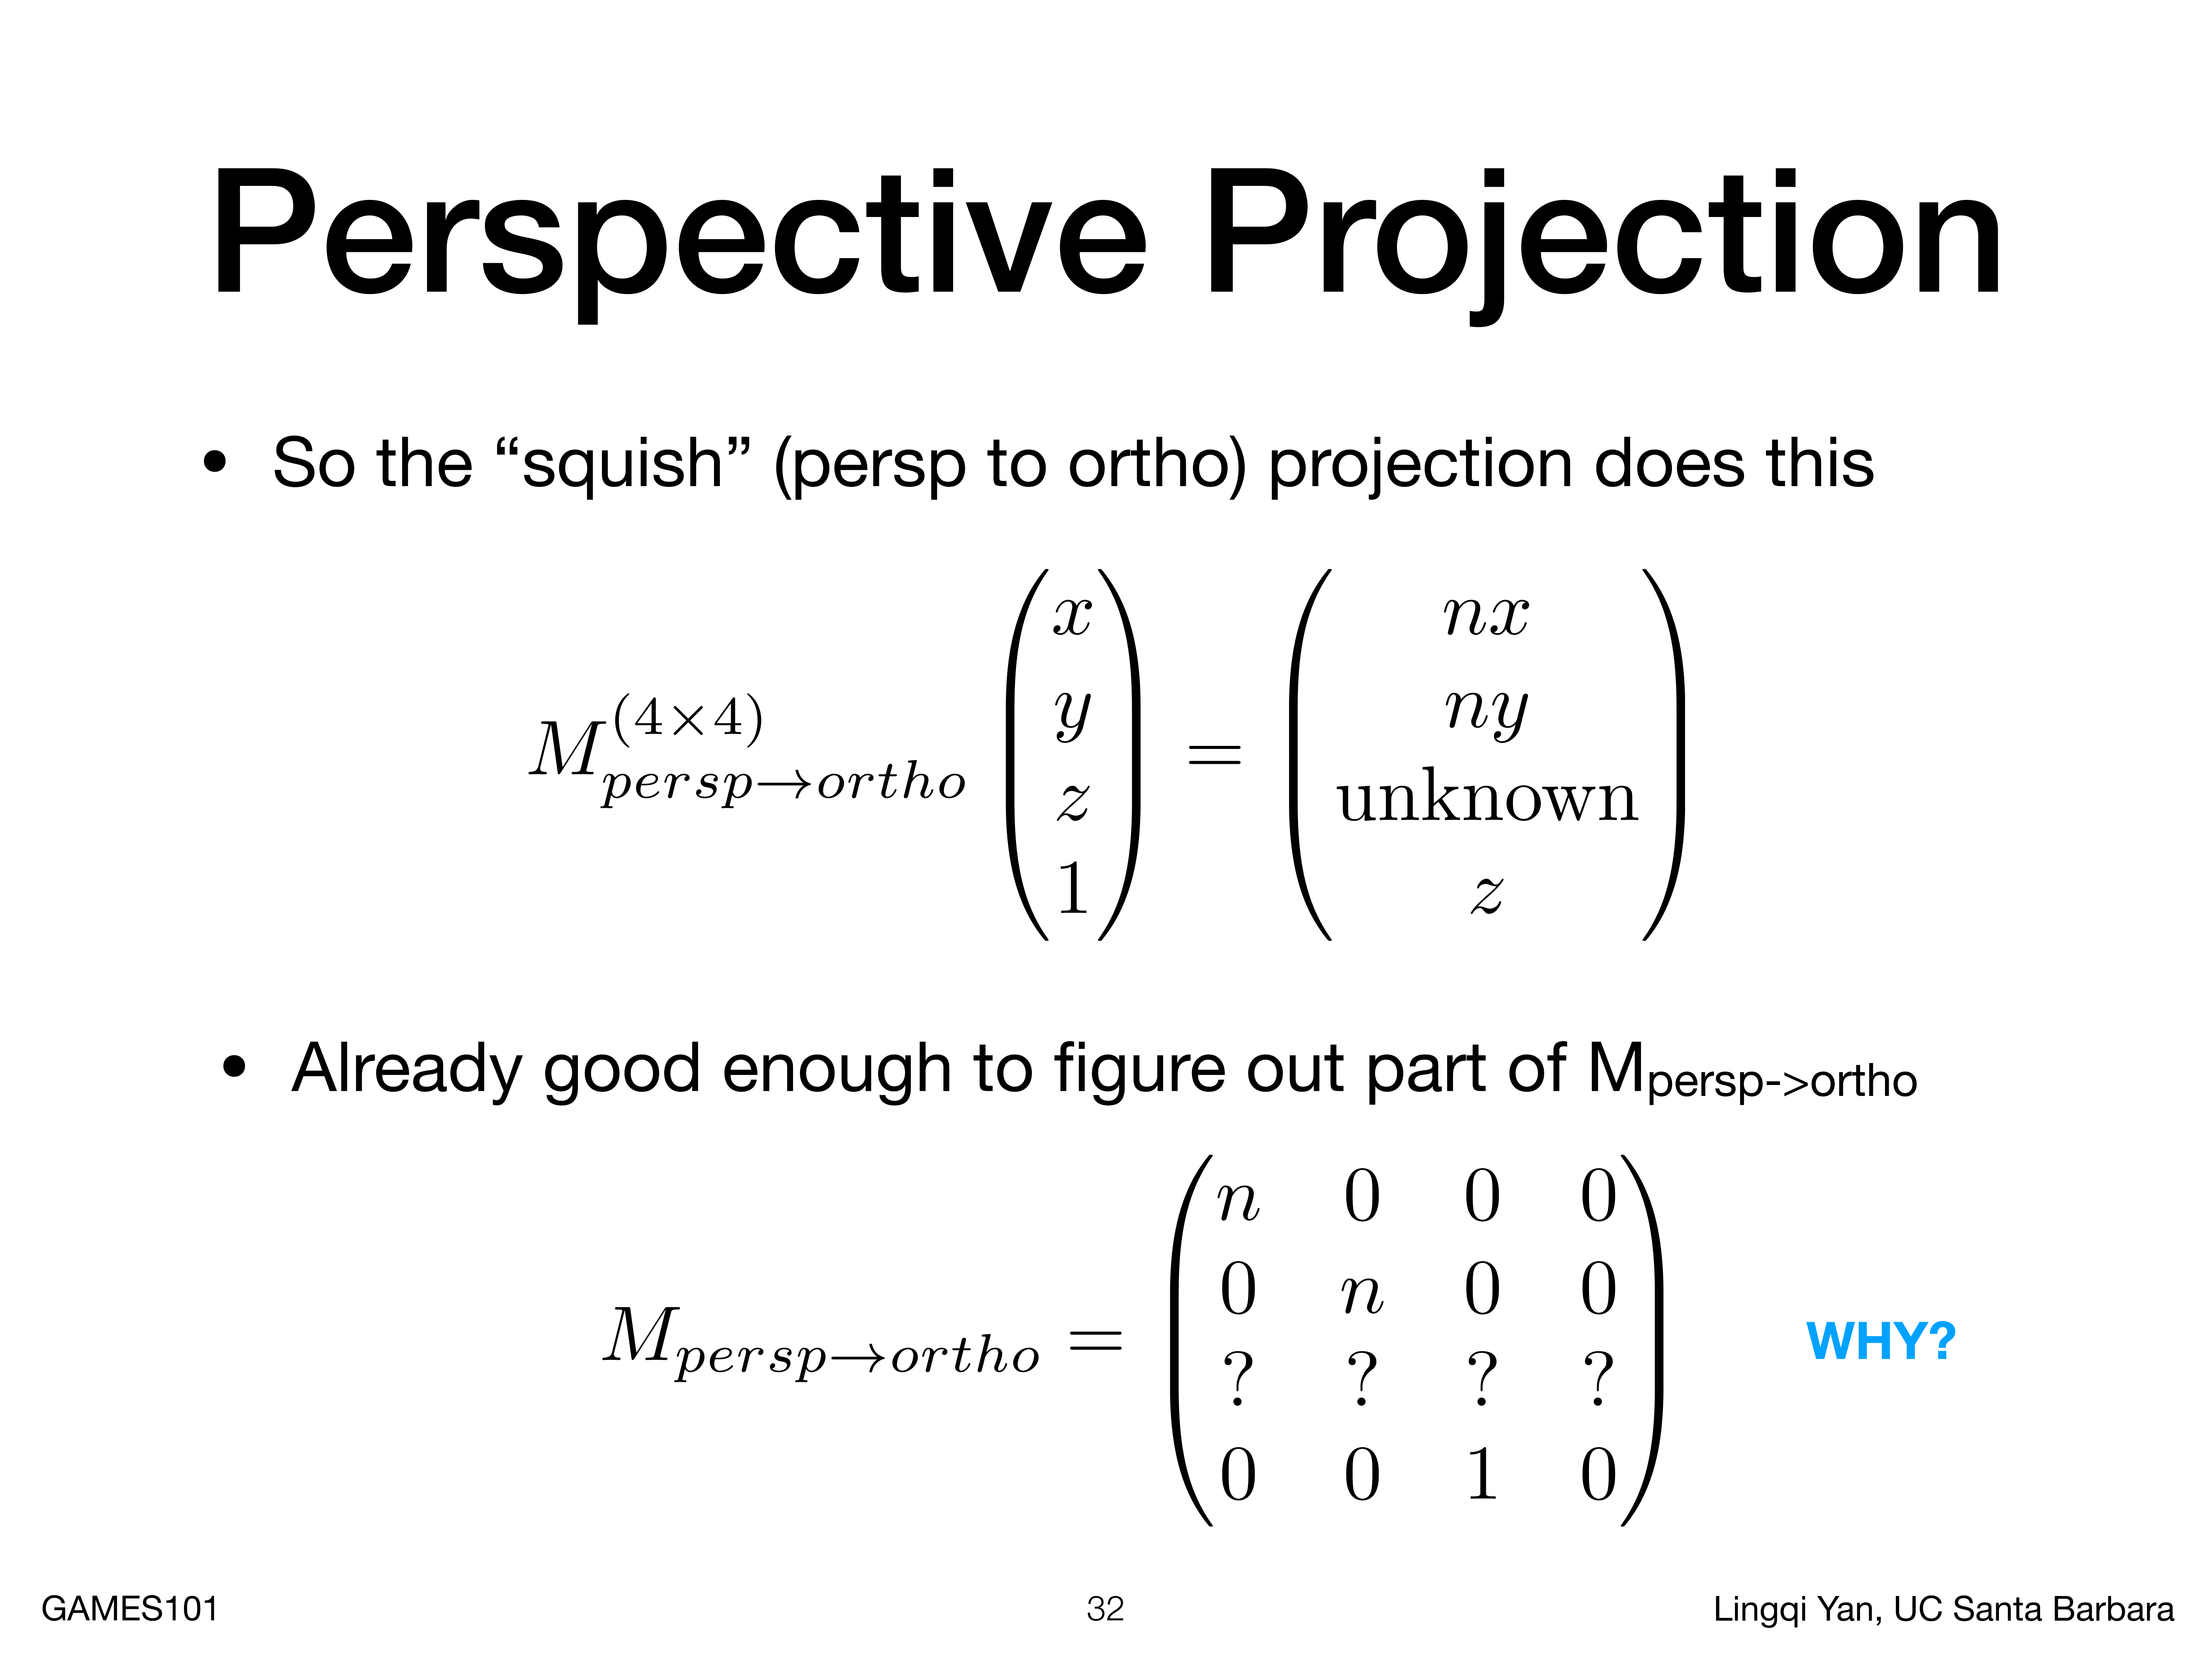 Perspective Projection
• So the “squish” (persp to ortho) projection does this
$M^{(4\times4)}_{persp\to ortho} \begin{pmatrix} x \\ y \\ z \\ 1 \end{pmatrix} = \begin{pmatrix} nx \\ ny \\ \text{unknown} \\ z \end{pmatrix}$
• Already good enough to figure out part of M_{persp->ortho}
$M_{persp\to ortho} = \begin{pmatrix} n & 0 & 0 & 0 \\ 0 & n & 0 & 0 \\ ? & ? & ? & ? \\ 0 & 0 & 1 & 0 \end{pmatrix}$ WHY?
GAMES101 32 Lingqi Yan, UC Santa Barbara